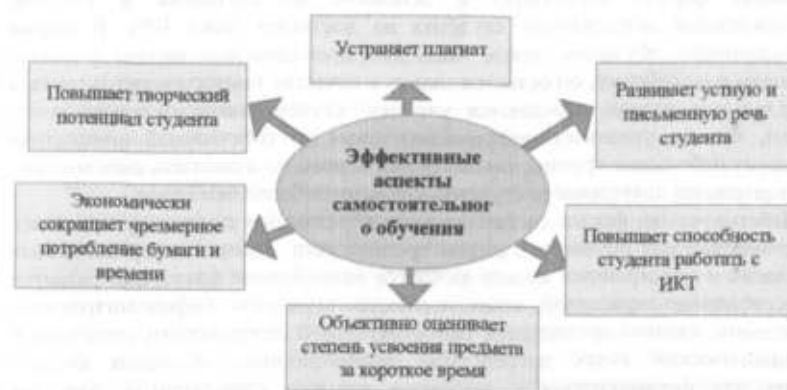 Устраняет плагиат
Повышает творческий
потенциал студента
Развивает устную и
письменную речь
студента
Эффективные
аспекты
самостоятельног
о обучения
Экономически
сокращает чрезмерное
потребление бумаги и
времени
Повышает способность
студента работать с
ИКТ
Объективно оценивает
степень усвоения предмета
за короткое время